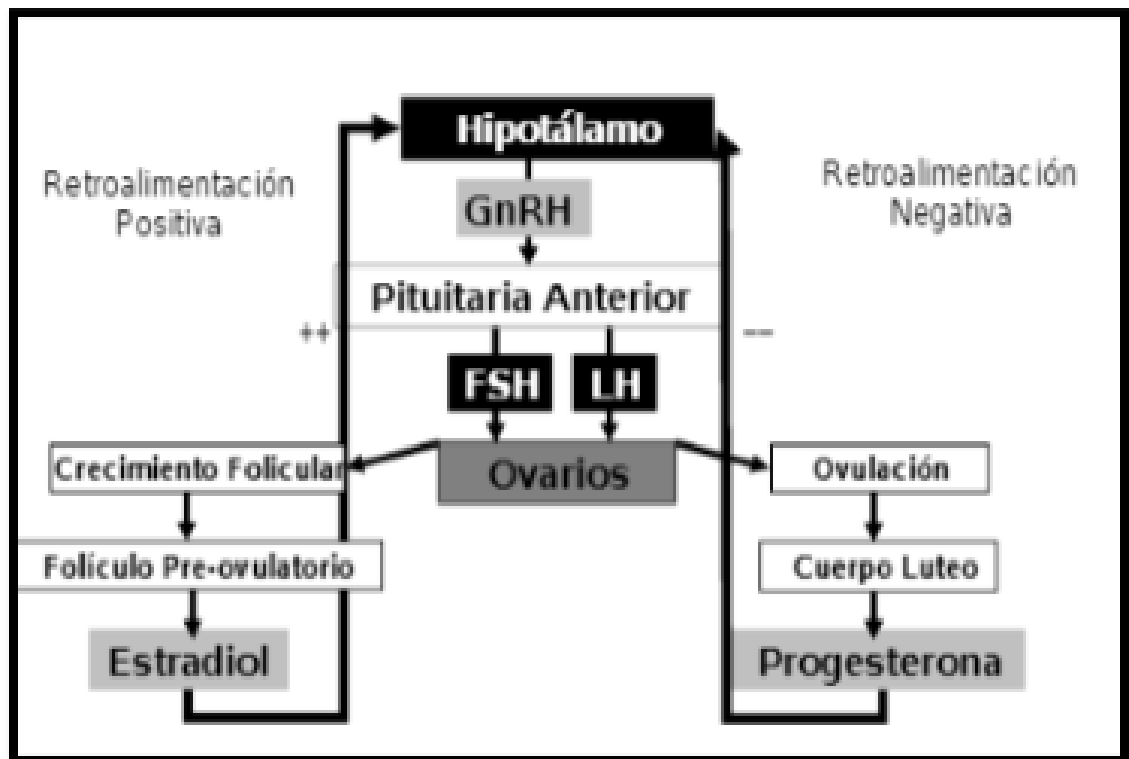 Hipotálamo
Retroalimentación
Positiva
Retroalimentación
Negativa
GnRH
Pituitaria Anterior
++
--
FSH
LH
Crecimiento Folicular
Ovarios
Ovulación
Folículo Pre-ovulatorio
Cuerpo Luteo
Estradiol
Progesterona